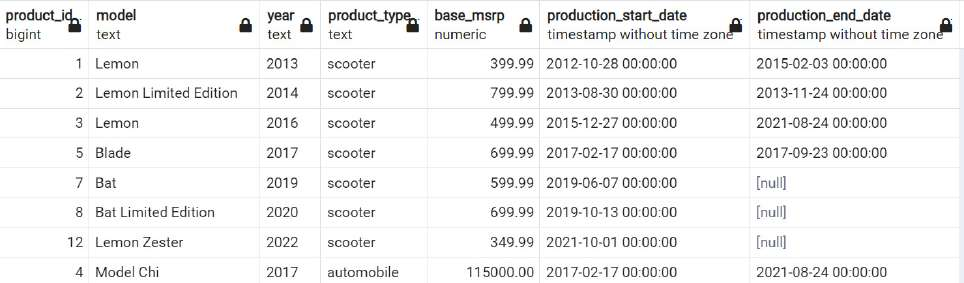 product_id model year product_type base_msrp production_start_date production_end_date
bigint text text text numeric timestamp without time zone timestamp without time zone
1 Lemon 2013 scooter 399.99 2012-10-28 00:00:00 2015-02-03 00:00:00
2 Lemon Limited Edition 2014 scooter 799.99 2013-08-30 00:00:00 2013-11-24 00:00:00
3 Lemon 2016 scooter 499.99 2015-12-27 00:00:00 2021-08-24 00:00:00
5 Blade 2017 scooter 699.99 2017-02-17 00:00:00 2017-09-23 00:00:00
7 Bat 2019 scooter 599.99 2019-06-07 00:00:00 [null]
8 Bat Limited Edition 2020 scooter 699.99 2019-10-13 00:00:00 [null]
12 Lemon Zester 2022 scooter 349.99 2021-10-01 00:00:00 [null]
4 Model Chi 2017 automobile 115000.00 2017-02-17 00:00:00 2021-08-24 00:00:00